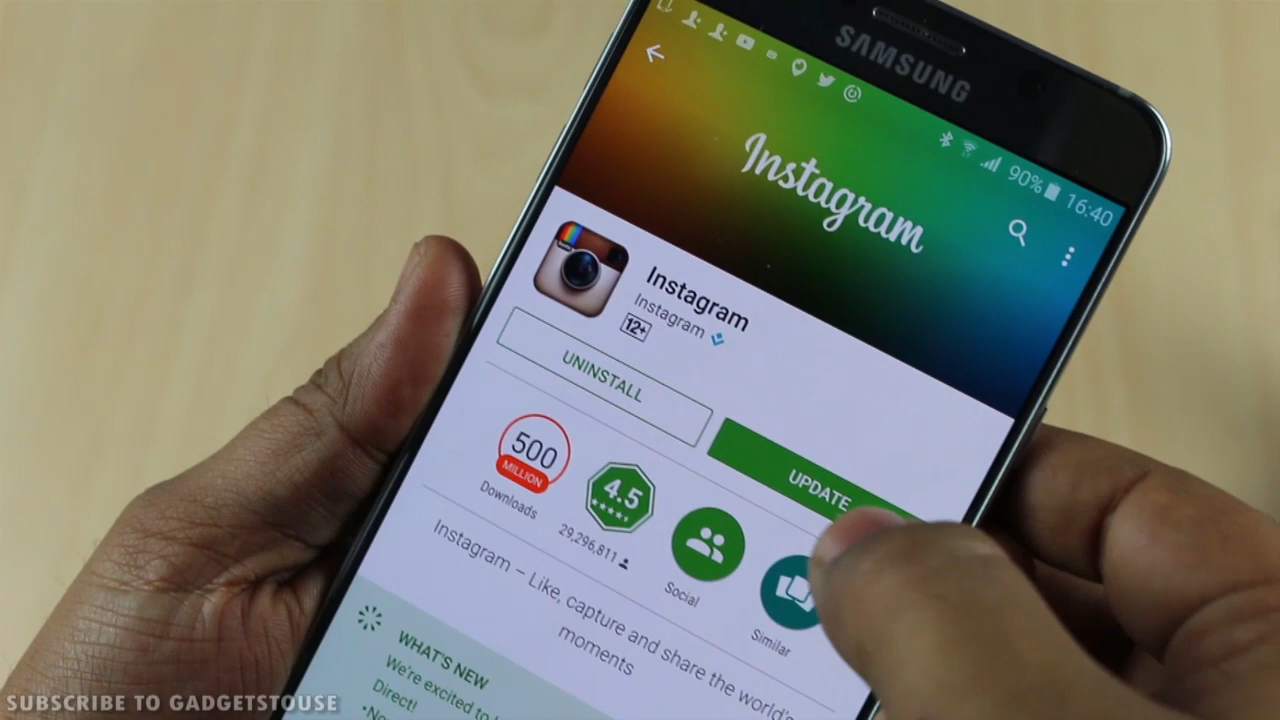 SAMSUNG
90% 16:40
Instagram
Instagram
Instagram
12+
UNINSTALL
UPDATE
500
MILLION
Downloads
4.5
29,296,811
Social
Similar
Instagram – Like, capture and share the world's
moments
WHAT'S NEW
We're excited to
Direct!
SUBSCRIBE TO GADGETSTOUSE